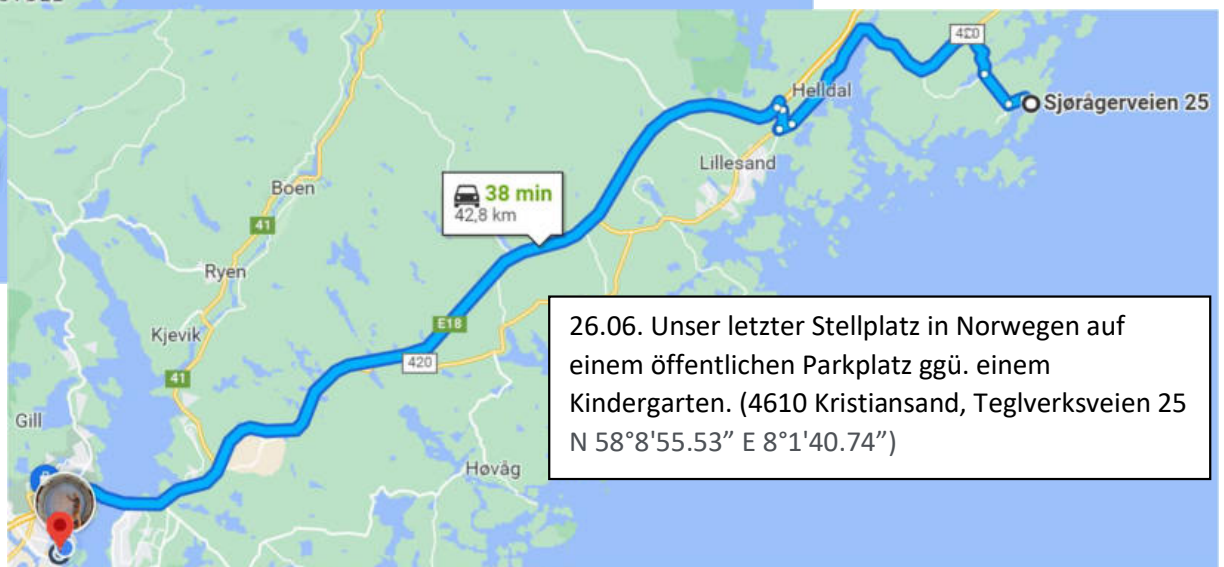 420
Helldal
Sjørågerveien 25
Lillesand
38 min
42,8 km
Boen
41
Ryen
E18
Kjevik
420
41
Gill
Høvåg
26.06. Unser letzter Stellplatz in Norwegen auf
einem öffentlichen Parkplatz ggü. einem
Kindergarten. (4610 Kristiansand, Teglverksveien 25
N 58°8'55.53” E 8°1'40.74”)